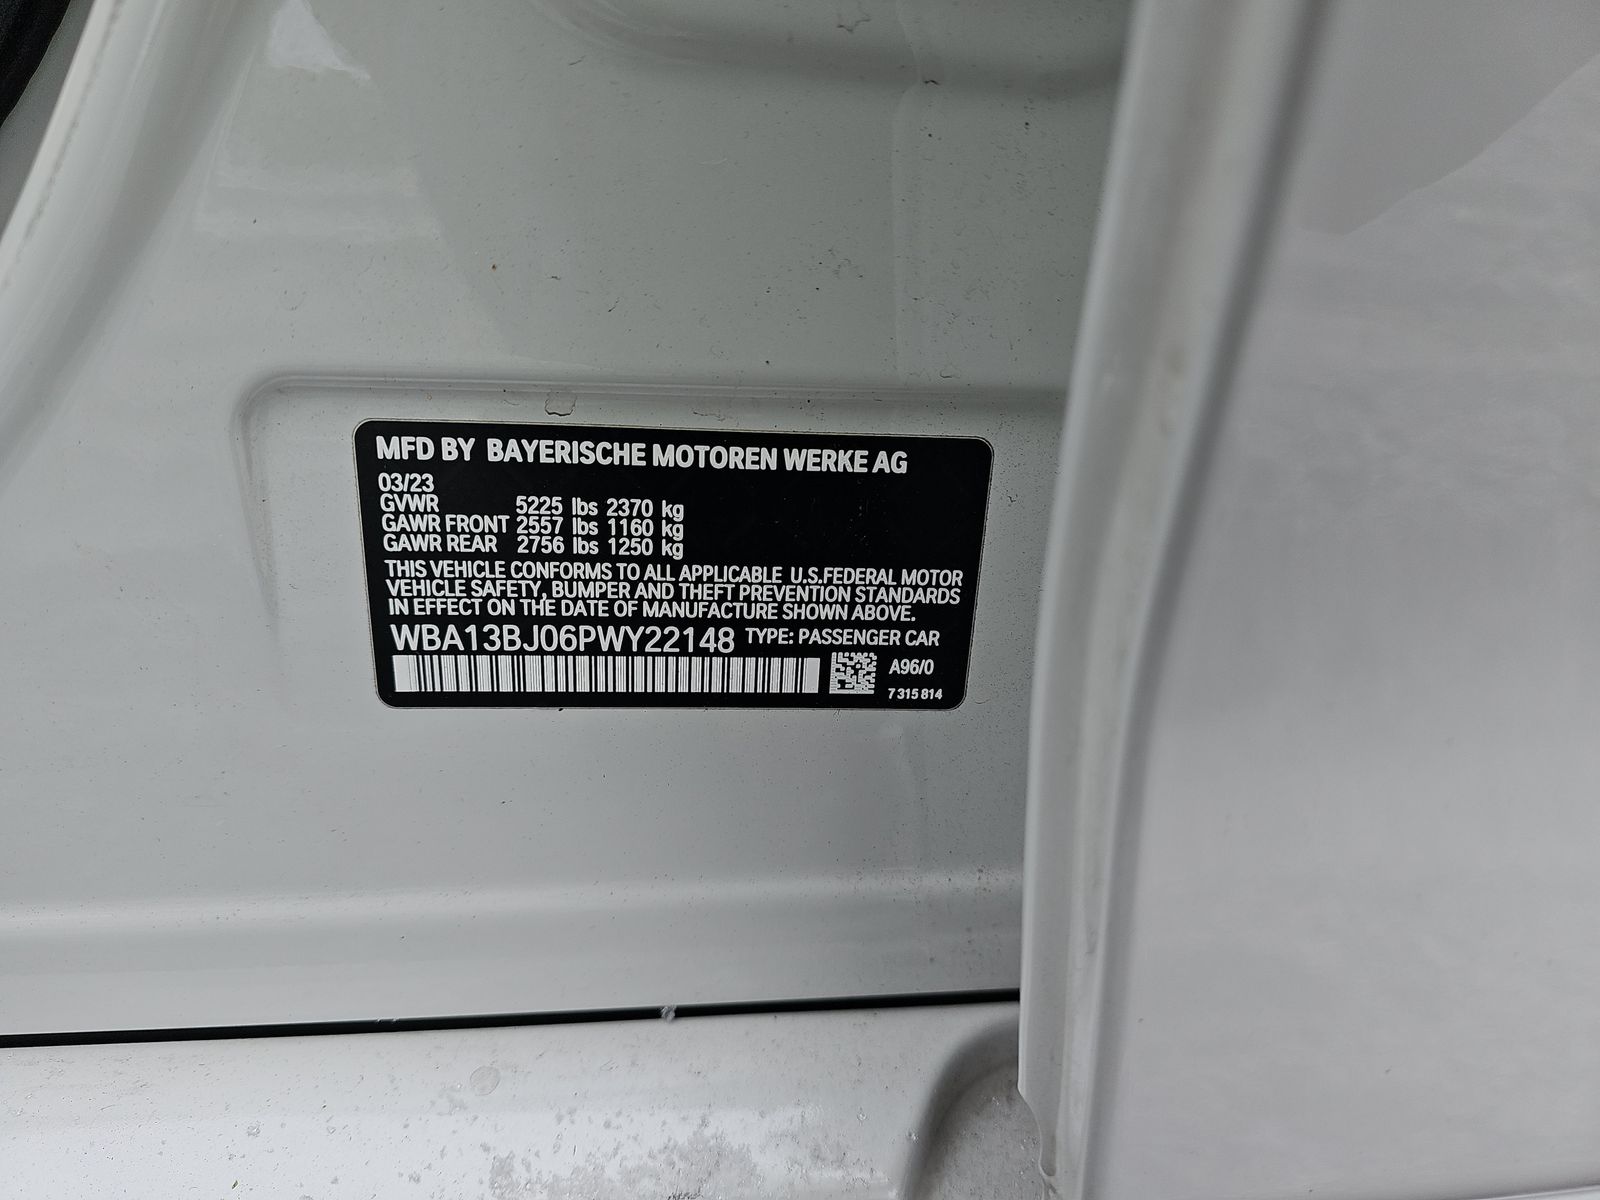 MFD BY BAYERISCHE MOTOREN WERKE AG
03/23
GVWR 5225 lbs 2370 kg
GAWR FRONT 2557 lbs 1160 kg
GAWR REAR 2756 lbs 1250 kg
THIS VEHICLE CONFORMS TO ALL APPLICABLE U.S.FEDERAL MOTOR
VEHICLE SAFETY, BUMPER AND THEFT PREVENTION STANDARDS
IN EFFECT ON THE DATE OF MANUFACTURE SHOWN ABOVE.
WBA13BJ06PWY22148 TYPE: PASSENGER CAR
A96/0
7 315 814